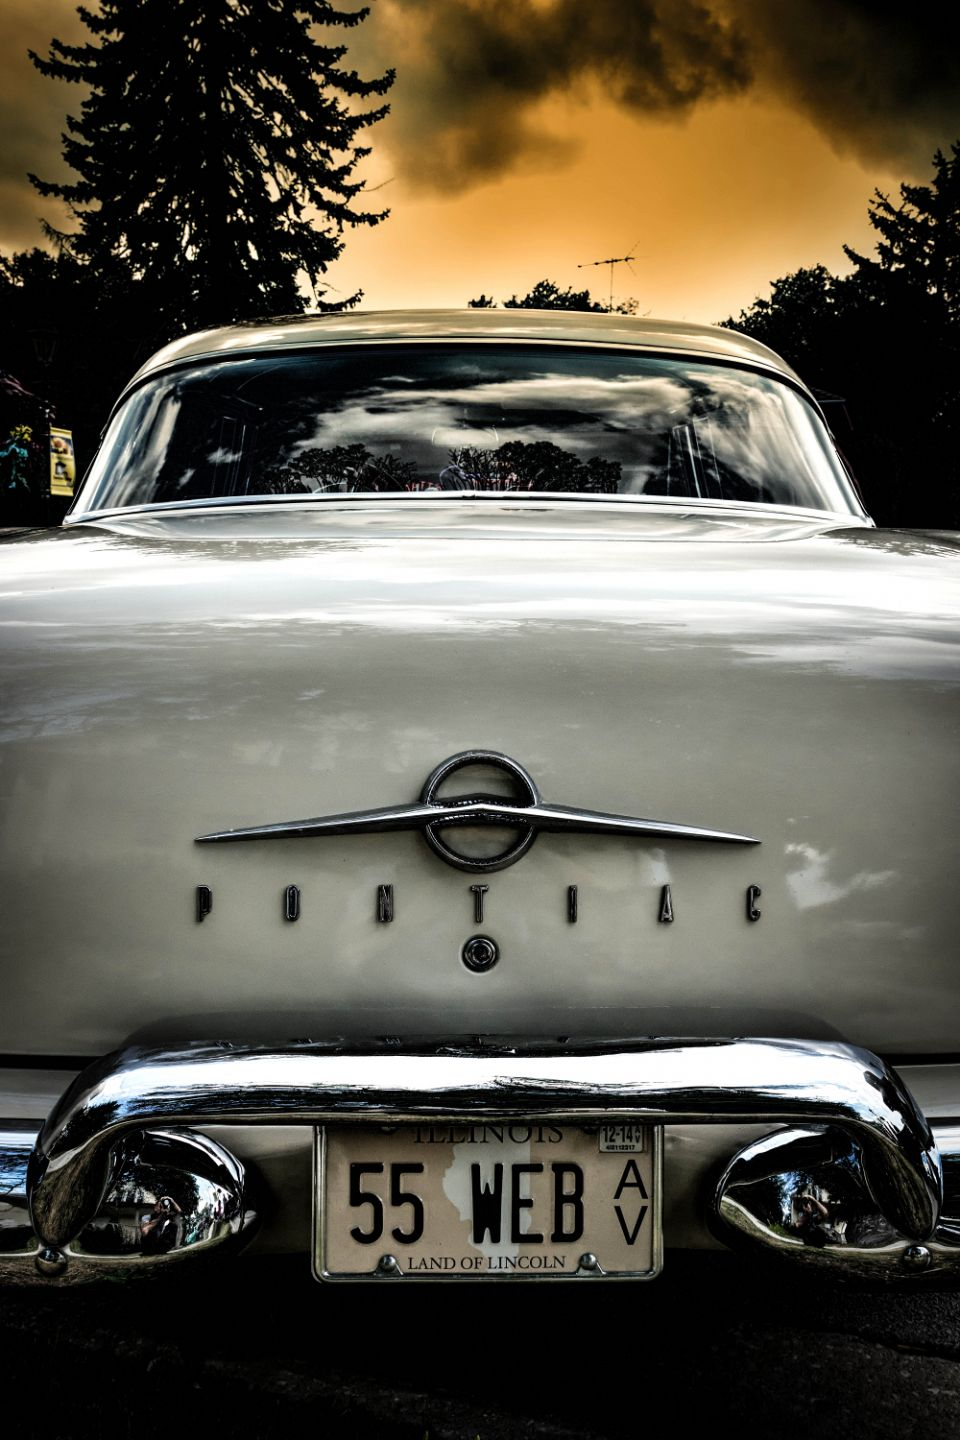 PONTIAC
ILLINOIS
12-14
55 WEB
AV
LAND OF LINCOLN